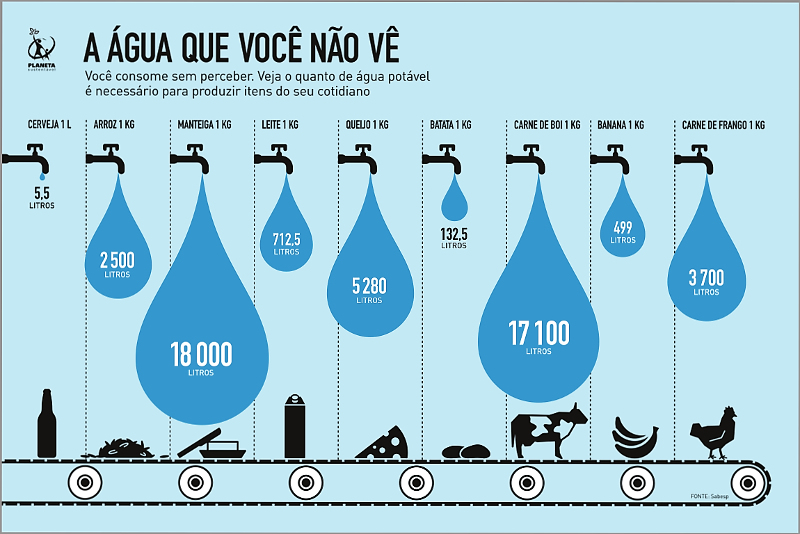 PLANETA
sustentável
A ÁGUA QUE VOCÊ NÃO VÊ
Você consome sem perceber. Veja o quanto de água potável
é necessário para produzir itens do seu cotidiano
CERVEJA 1 L
ARROZ 1 KG
MANTEIGA 1 KG
LEITE 1 KG
QUEIJO 1 KG
BATATA 1 KG
CARNE DE BOI 1 KG
BANANA 1 KG
CARNE DE FRANGO 1 KG
5,5
LITROS
2 500
LITROS
18 000
LITROS
712,5
LITROS
5 280
LITROS
132,5
LITROS
17 100
LITROS
499
LITROS
3 700
LITROS
FONTE: Sabesp